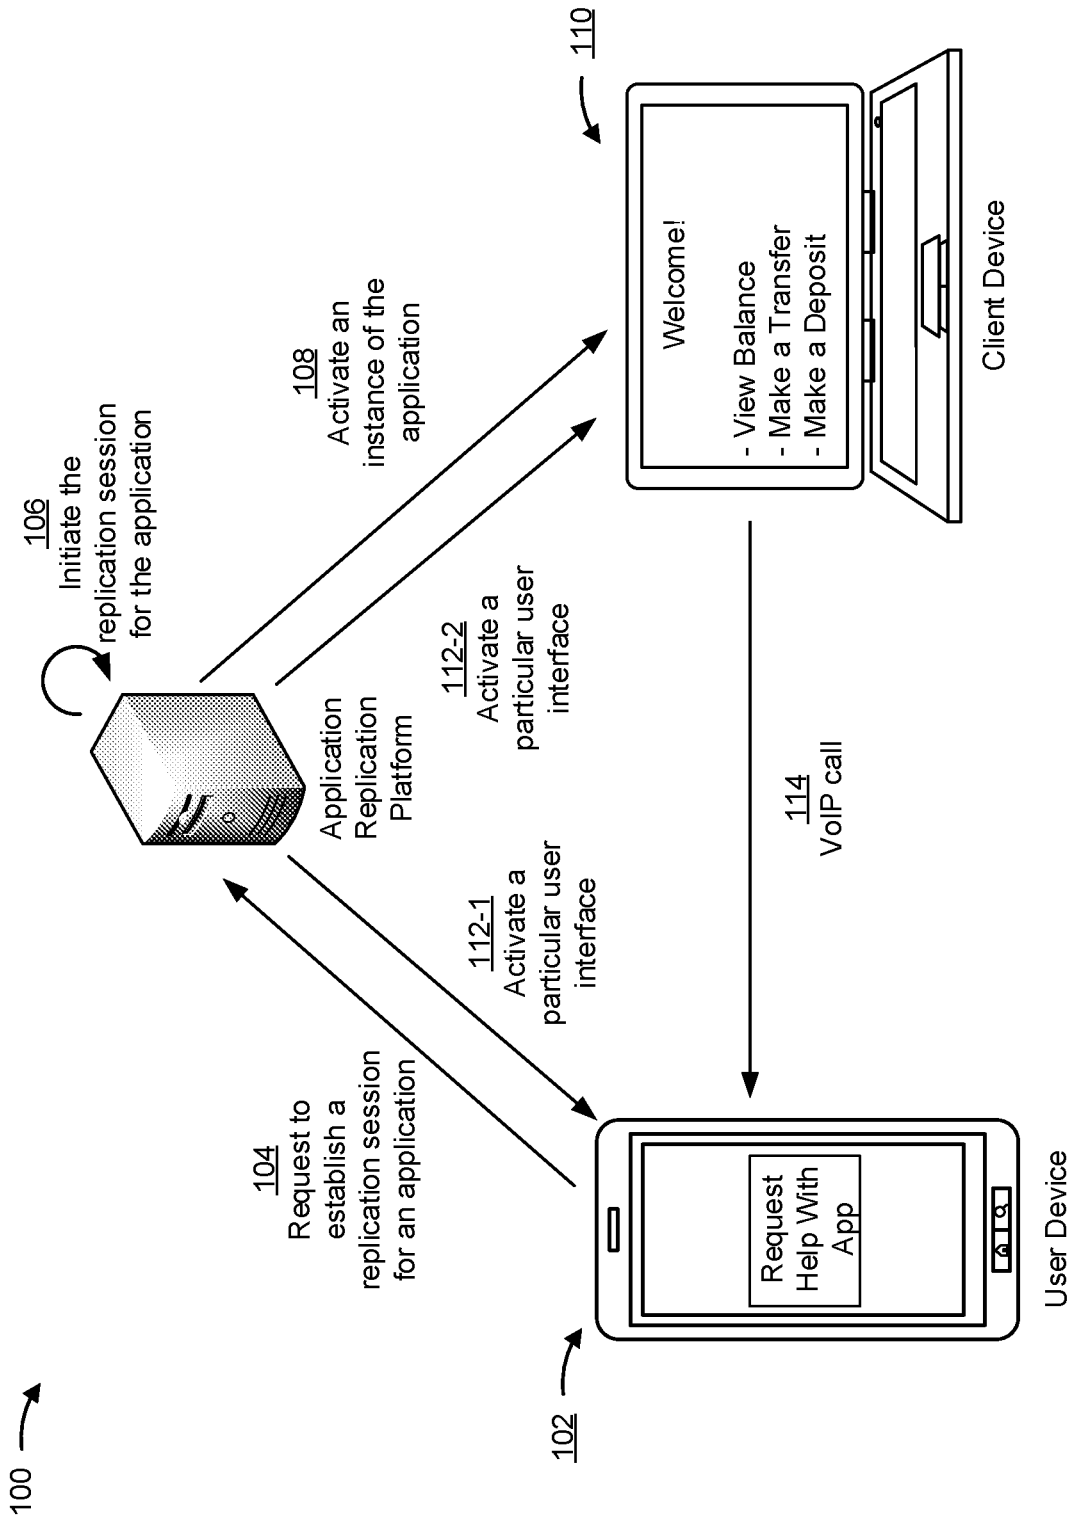 100
106
Initiate the
replication session
for the application
104
Request to
establish a
replication session
for an application
108
Activate an
instance of the
application
Application
Replication
Platform
112-1
Activate a
particular user
interface
112-2
Activate a
particular user
interface
102
110
Request
Help With
App
114
VoIP call
Welcome!
- View Balance
- Make a Transfer
- Make a Deposit
User Device
Client Device